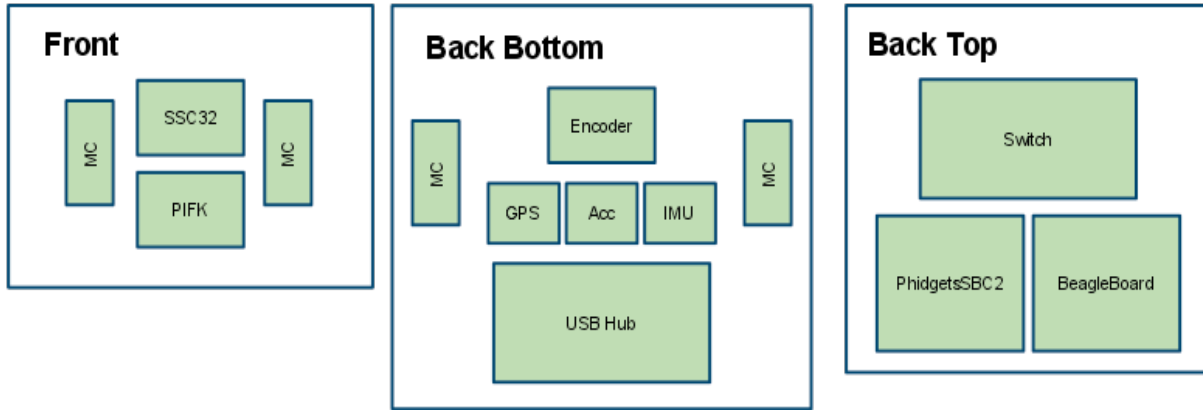 Front
SSC32
MC
MC
PIFK
Back Bottom
Encoder
MC
MC
GPS
Acc
IMU
USB Hub
Back Top
Switch
PhidgetsSBC2
BeagleBoard